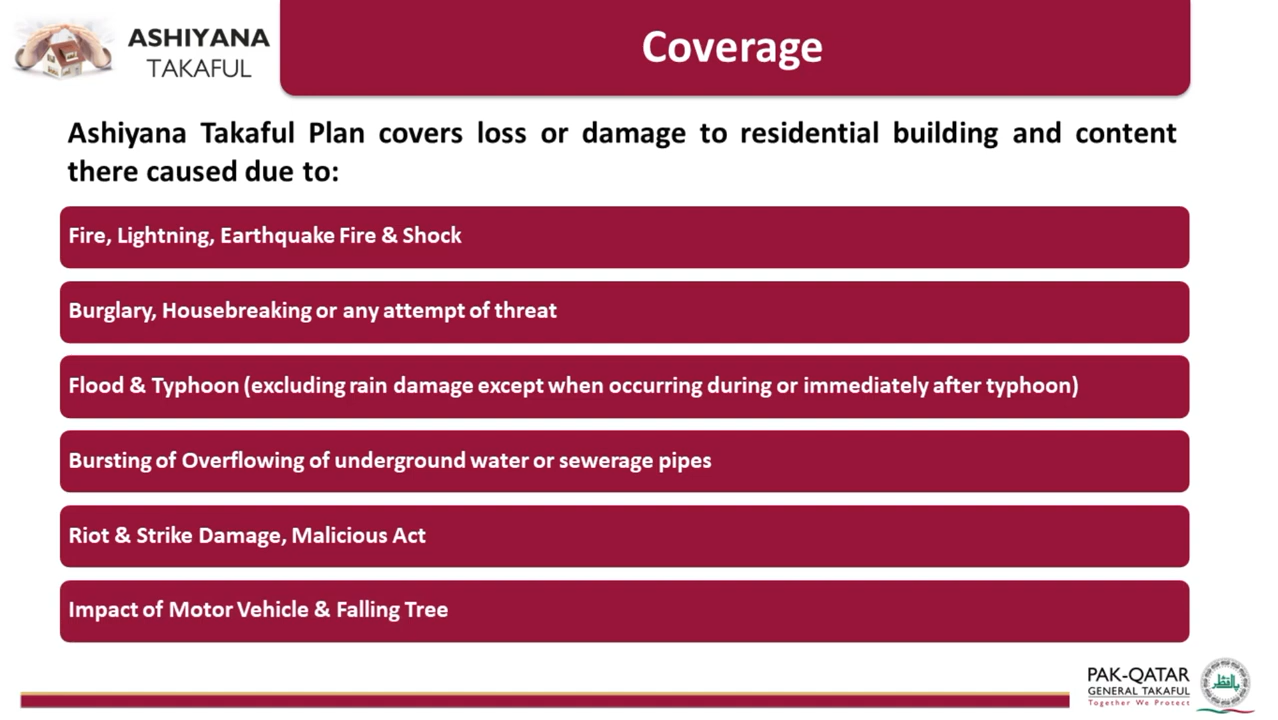 ASHIYANA
TAKAFUL
Coverage
Ashiyana Takaful Plan covers loss or damage to residential building and content
there caused due to:
Fire, Lightning, Earthquake Fire & Shock
Burglary, Housebreaking or any attempt of threat
Flood & Typhoon (excluding rain damage except when occurring during or immediately after typhoon)
Bursting of Overflowing of underground water or sewerage pipes
Riot & Strike Damage, Malicious Act
Impact of Motor Vehicle & Falling Tree
PAK-QATAR
GENERAL TAKAFUL
Together We Protect